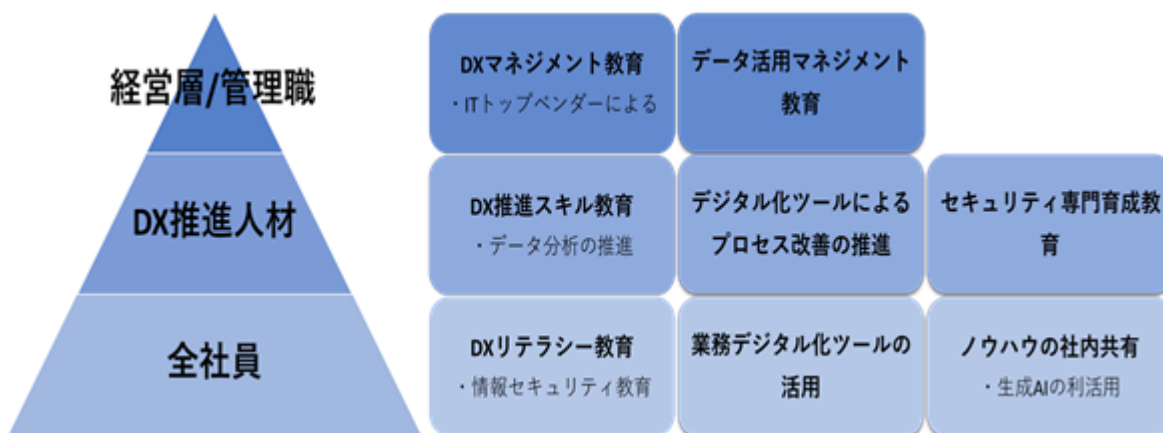 経営層/管理職
DXマネジメント教育
・ITトップベンダーによる
データ活用マネジメント
教育
DX推進人材
DX推進スキル教育
・データ分析の推進
デジタル化ツールによる
プロセス改善の推進
セキュリティ専門育成教
育
全社員
DXリテラシー教育
・情報セキュリティ教育
業務デジタル化ツールの
活用
ノウハウの社内共有
・生成AIの利活用